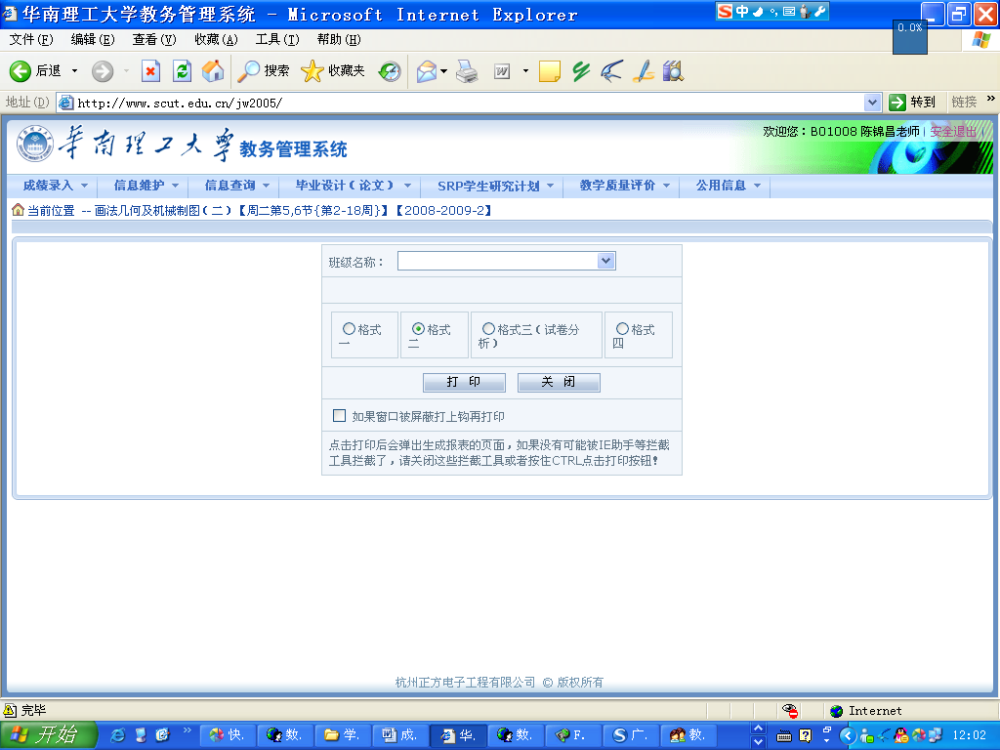 华南理工大学教务管理系统 - Microsoft Internet Explorer
中
0.0%
文件(F) 编辑(E) 查看(V) 收藏(A) 工具(T) 帮助(H)
后退 搜索 收藏夹
地址(D) http://www.scut.edu.cn/jw2005/ 转到 链接 »
华南理工大学 教务管理系统
欢迎您：B01008 陈锦昌老师 | 安全退出
成绩录入 信息维护 信息查询 毕业设计（论文） SRP学生研究计划 教学质量评价 公用信息
当前位置 -- 画法几何及机械制图（二）【周二第5,6节{第2-18周}】【2008-2009-2】
班级名称：
格式一 格式二 格式三（试卷分析） 格式四
打 印 关 闭
如果窗口被屏蔽打上钩再打印
点击打印后会弹出生成报表的页面，如果没有可能被IE助手等拦截
工具拦截了，请关闭这些拦截工具或者按住CTRL点击打印按钮！
杭州正方电子工程有限公司 © 版权所有
完毕 Internet
开始 » 快. 数. 学. 成. 华. 数. F. 广. 教. 12:02